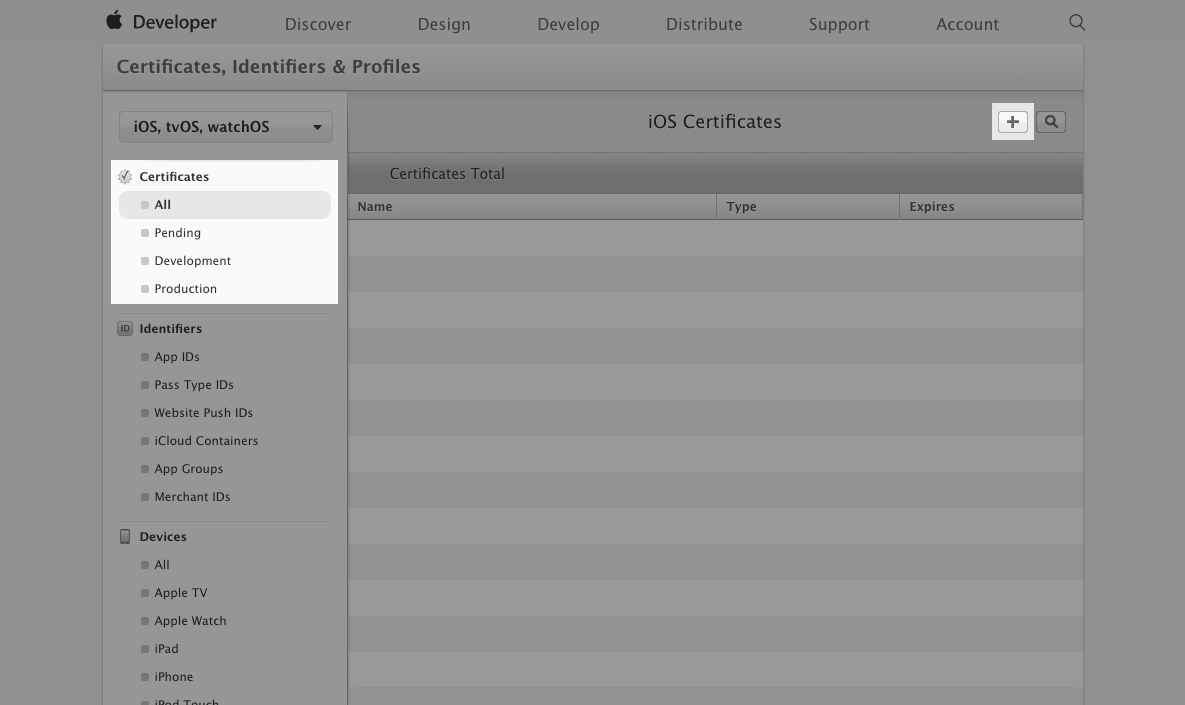 Developer
Discover
Design
Develop
Distribute
Support
Account
Certificates, Identifiers & Profiles
iOS, tvOS, watchOS
Certificates
All
Pending
Development
Production
ID Identifiers
App IDs
Pass Type IDs
Website Push IDs
iCloud Containers
App Groups
Merchant IDs
Devices
All
Apple TV
Apple Watch
iPad
iPhone
iPod Touch
iOS Certificates
Certificates Total
Name
Type
Expires